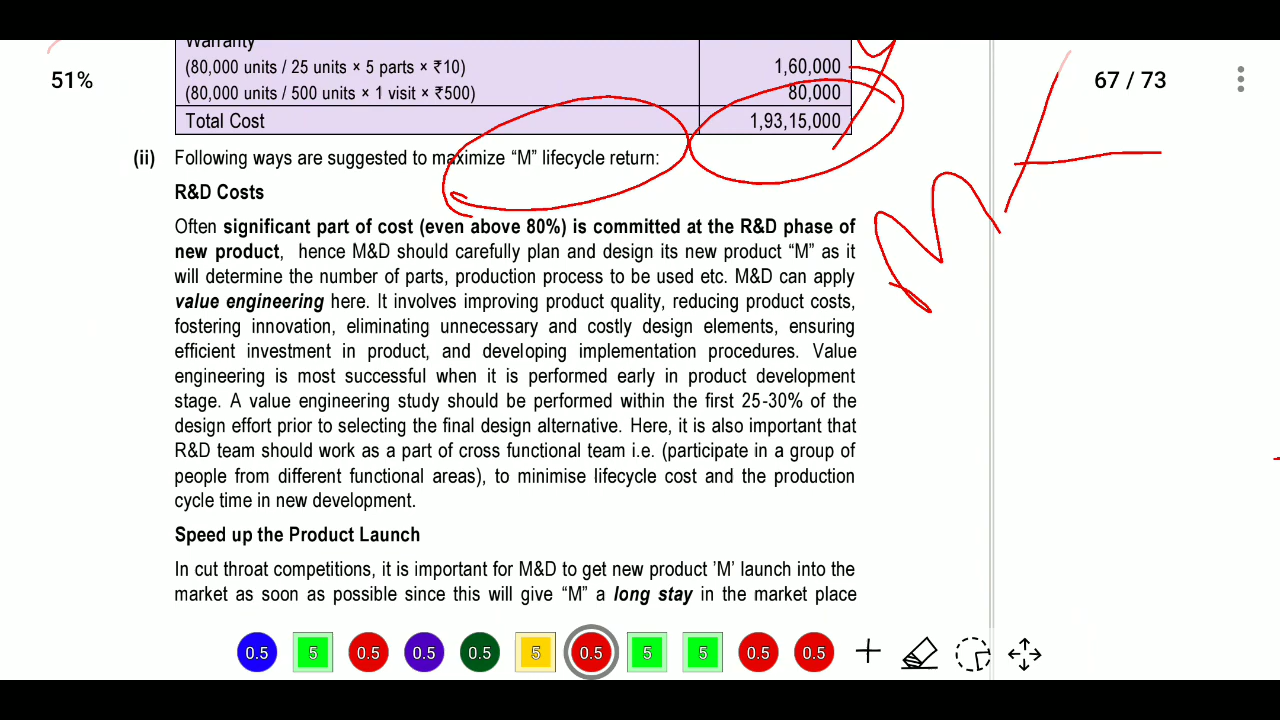 Warranty
51%
67 / 73
(80,000 units / 25 units × 5 parts × ₹10) 1,60,000
(80,000 units / 500 units × 1 visit × ₹500) 80,000
Total Cost 1,93,15,000
(ii) Following ways are suggested to maximize “M” lifecycle return:
R&D Costs
Often significant part of cost (even above 80%) is committed at the R&D phase of
new product, hence M&D should carefully plan and design its new product “M” as it
will determine the number of parts, production process to be used etc. M&D can apply
value engineering here. It involves improving product quality, reducing product costs,
fostering innovation, eliminating unnecessary and costly design elements, ensuring
efficient investment in product, and developing implementation procedures. Value
engineering is most successful when it is performed early in product development
stage. A value engineering study should be performed within the first 25-30% of the
design effort prior to selecting the final design alternative. Here, it is also important that
R&D team should work as a part of cross functional team i.e. (participate in a group of
people from different functional areas), to minimise lifecycle cost and the production
cycle time in new development.
Speed up the Product Launch
In cut throat competitions, it is important for M&D to get new product ’M’ launch into the
market as soon as possible since this will give “M” a long stay in the market place
0.5 5 0.5 0.5 0.5 5 0.5 5 5 0.5 0.5